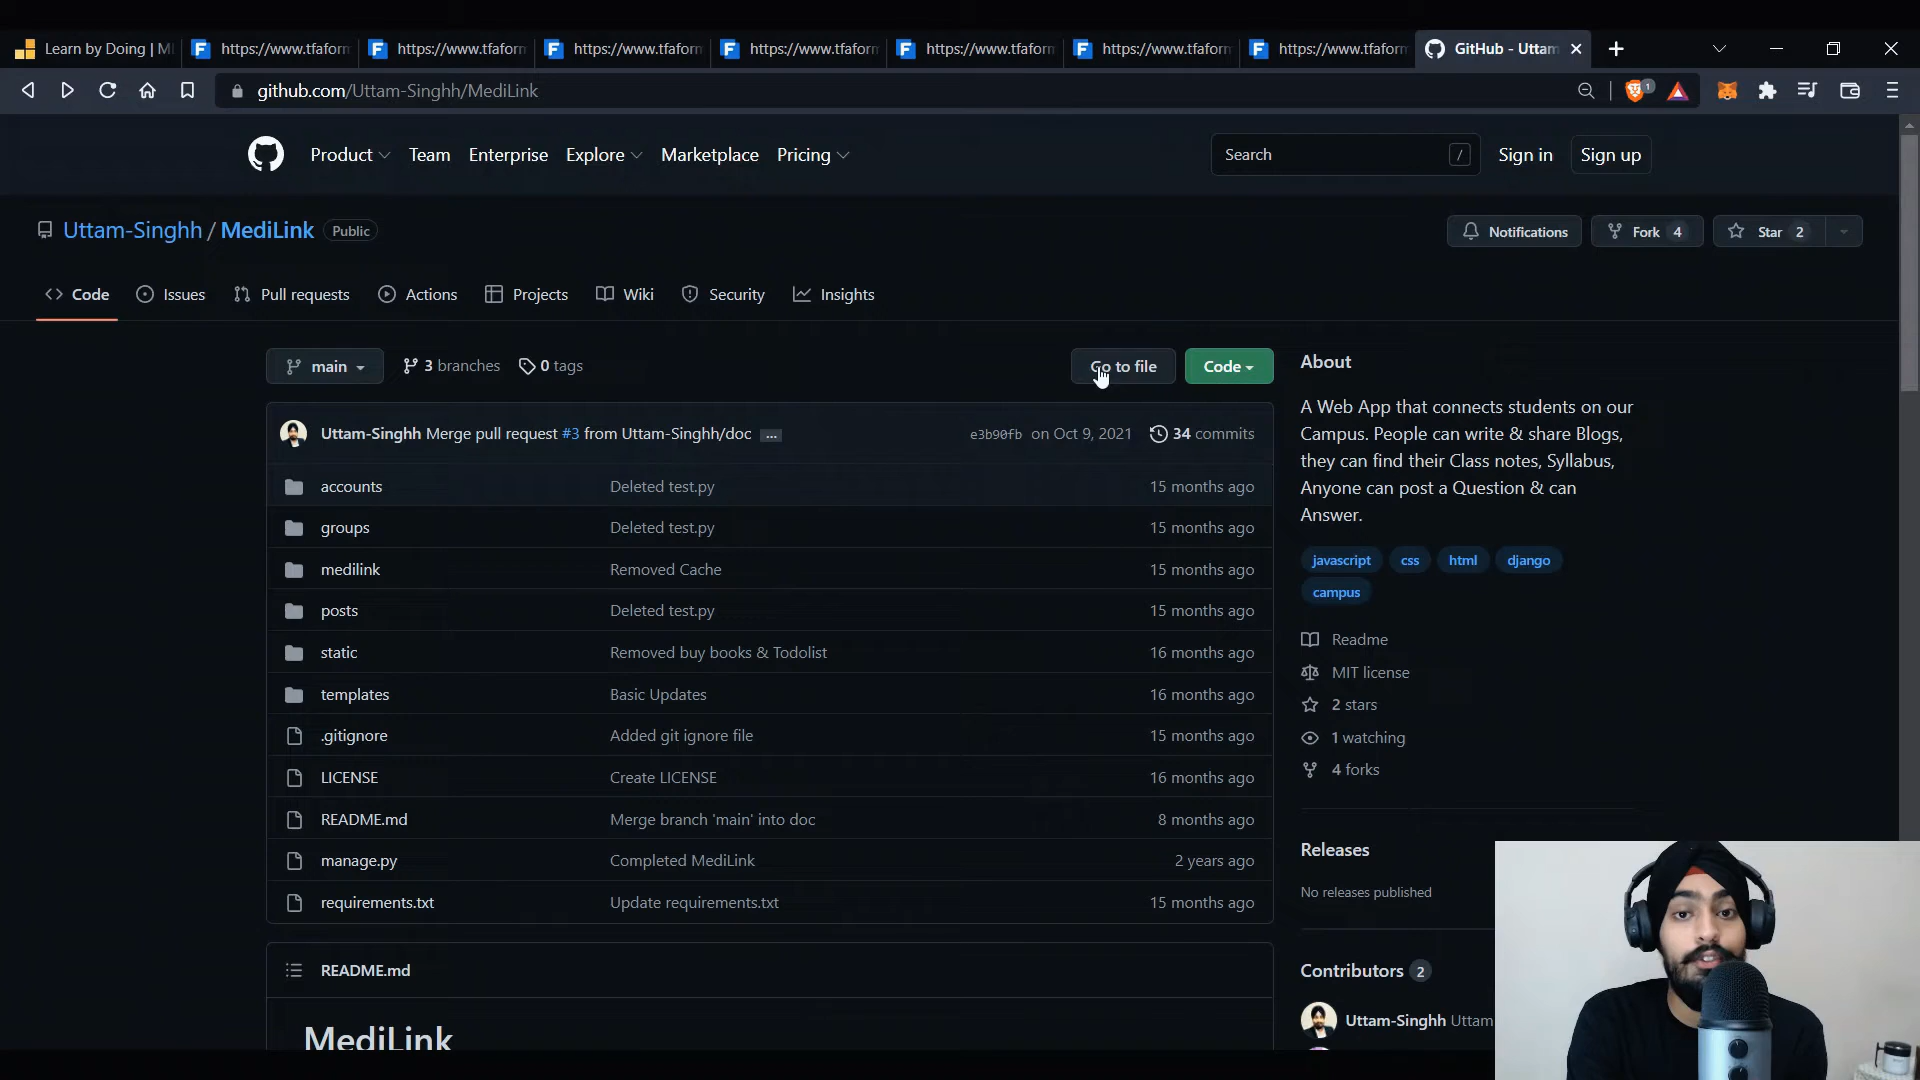 Learn by Doing | M
https://www.tfaform
https://www.tfaform
https://www.tfaform
https://www.tfaform
https://www.tfaform
https://www.tfaform
https://www.tfaform
GitHub - Uttam
github.com/Uttam-Singhh/MediLink
1
Product Team Enterprise Explore Marketplace Pricing
Search /
Sign in
Sign up
Uttam-Singhh / MediLink Public
Notifications
Fork 4
Star 2
Code Issues Pull requests Actions Projects Wiki Security Insights
main 3 branches 0 tags
Go to file
Code
Uttam-Singhh Merge pull request #3 from Uttam-Singhh/doc ... e3b90fb on Oct 9, 2021 34 commits
accounts Deleted test.py 15 months ago
groups Deleted test.py 15 months ago
medilink Removed Cache 15 months ago
posts Deleted test.py 15 months ago
static Removed buy books & Todolist 16 months ago
templates Basic Updates 16 months ago
.gitignore Added git ignore file 15 months ago
LICENSE Create LICENSE 16 months ago
README.md Merge branch 'main' into doc 8 months ago
manage.py Completed MediLink 2 years ago
requirements.txt Update requirements.txt 15 months ago
README.md
MediLink
About
A Web App that connects students on our
Campus. People can write & share Blogs,
they can find their Class notes, Syllabus,
Anyone can post a Question & can
Answer.
javascript css html django
campus
Readme
MIT license
2 stars
1 watching
4 forks
Releases
No releases published
Contributors 2
Uttam-Singhh Uttam